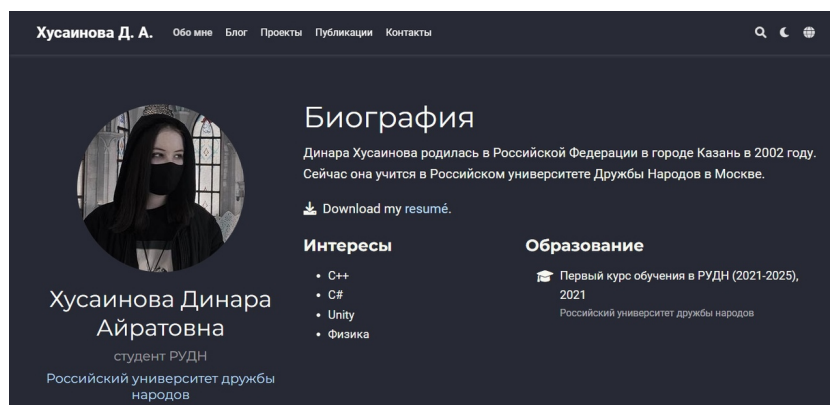 Хусаинова Д. А. Обо мне Блог Проекты Публикации Контакты
Биография
Динара Хусаинова родилась в Российской Федерации в городе Казань в 2002 году.
Сейчас она учится в Российском университете Дружбы Народов в Москве.
Download my resumé.
Интересы
• C++
• C#
• Unity
• Физика
Образование
Первый курс обучения в РУДН (2021-2025),
2021
Российский университет дружбы народов
Хусаинова Динара
Айратовна
студент РУДН
Российский университет дружбы
народов